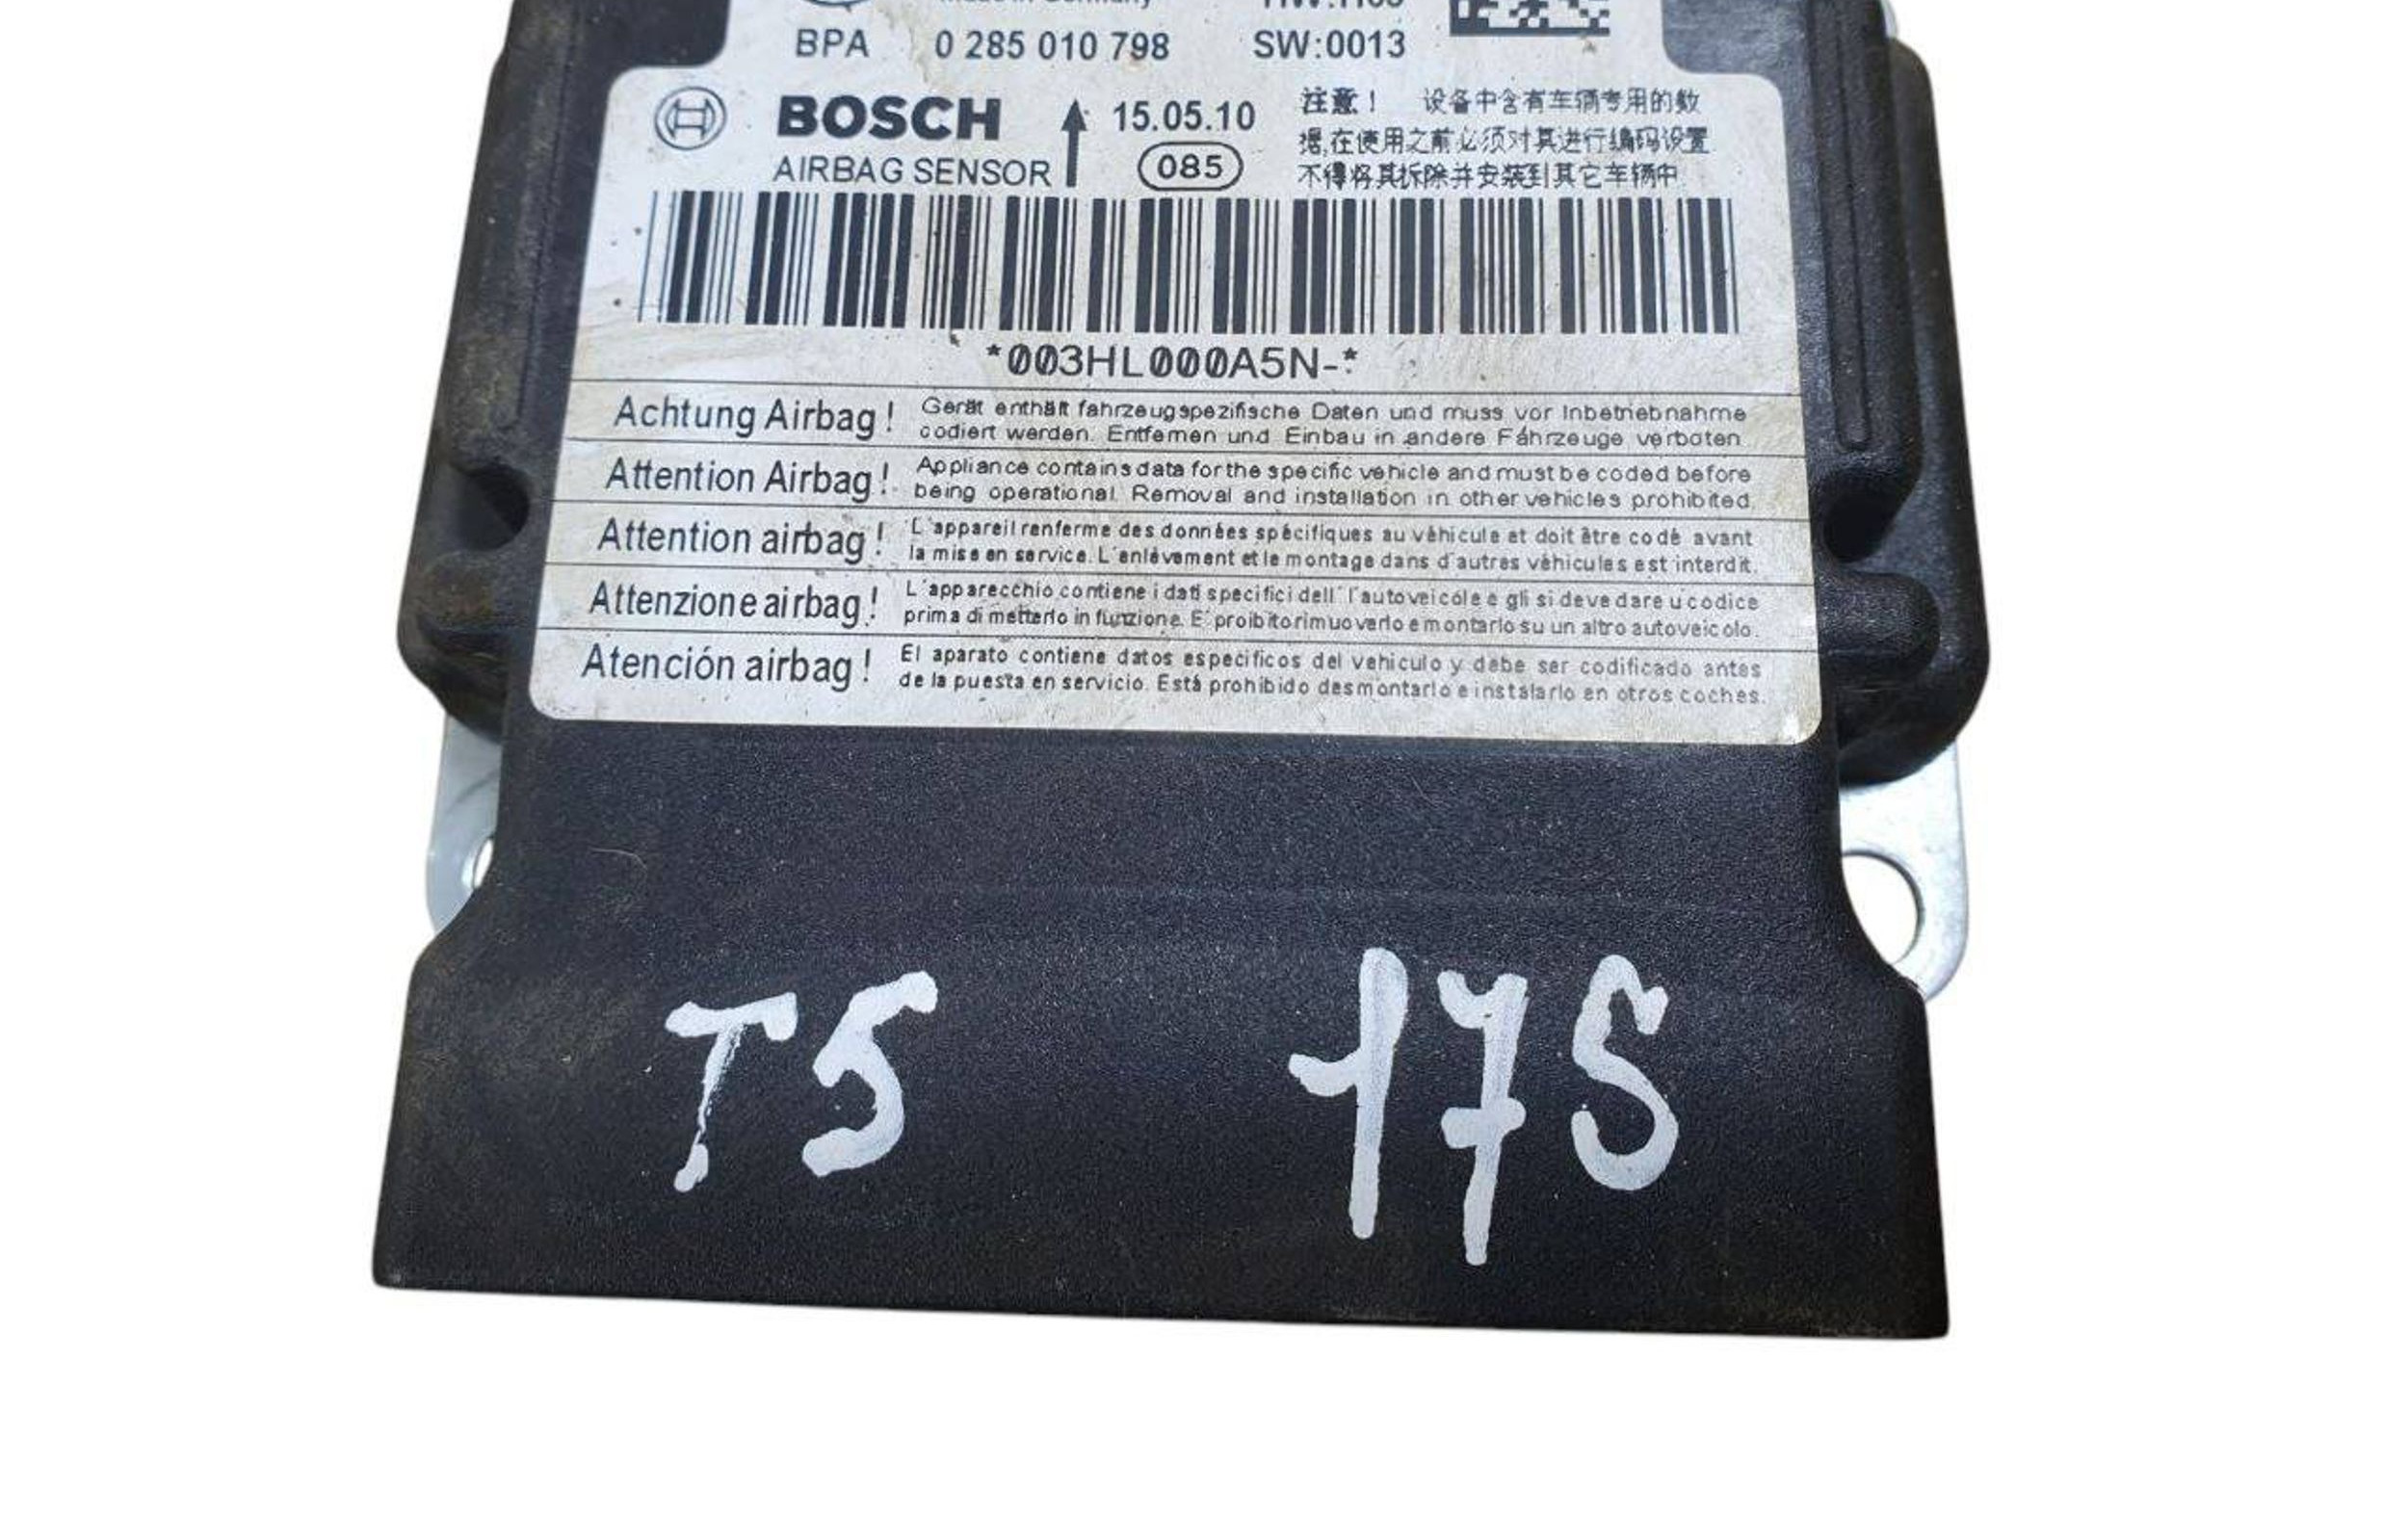 Made in Germany
BPA 0 285 010 798 SW:0013
BOSCH 15.05.10
AIRBAG SENSOR 085
注意! 设备中含有车辆专用的数
据,在使用之前必须对其进行编码设置
不得将其拆除并安装到其它车辆中
*003HL000A5N-*
Achtung Airbag! Gerät enthält fahrzeugspezifische Daten und muss vor Inbetriebnahme
codiert werden. Entfernen und Einbau in andere Fahrzeuge verboten
Attention Airbag! Appliance contains data for the specific vehicle and must be coded before
being operational. Removal and installation in other vehicles prohibited.
Attention airbag! L'appareil renferme des données spécifiques au véhicule et doit être codé avant
la mise en service. L'enlèvement et le montage dans d'autres véhicules est interdit.
Attenzione airbag! L'apparecchio contiene i dati specifici dell' l'autoveicole e gli si deve dare u codice
prima di metterlo in funzione. E' proibito rimuoverlo e montarlo su un altro autoveicolo.
Atención airbag! El aparato contiene datos especificos del vehiculo y debe ser codificado antes
de la puesta en servicio. Está prohibido desmontarlo e instalarlo en otros coches.
T5 17S